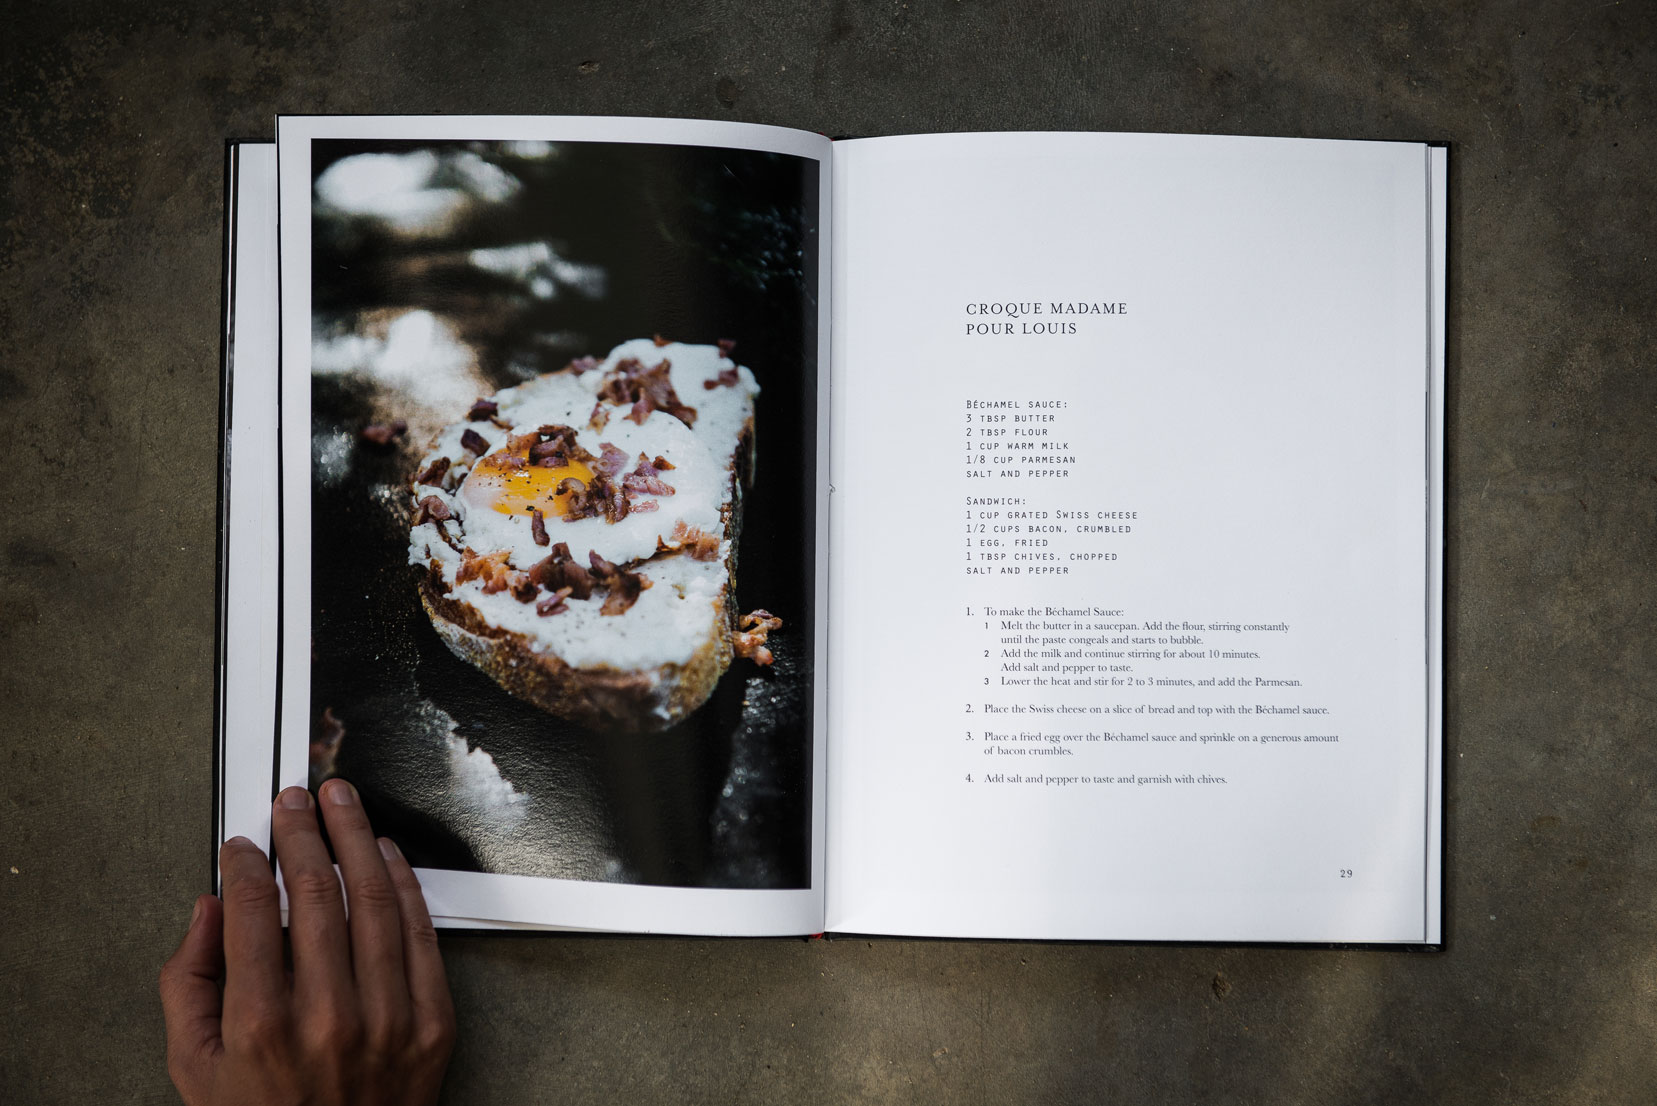 CROQUE MADAME
POUR LOUIS
BÉCHAMEL SAUCE:
3 TBSP BUTTER
2 TBSP FLOUR
1 CUP WARM MILK
1/8 CUP PARMESAN
SALT AND PEPPER
SANDWICH:
1 CUP GRATED SWISS CHEESE
1/2 CUPS BACON, CRUMBLED
1 EGG, FRIED
1 TBSP CHIVES, CHOPPED
SALT AND PEPPER
1. To make the Béchamel Sauce:
1 Melt the butter in a saucepan. Add the flour, stirring constantly
until the paste congeals and starts to bubble.
2 Add the milk and continue stirring for about 10 minutes.
Add salt and pepper to taste.
3 Lower the heat and stir for 2 to 3 minutes, and add the Parmesan.
2. Place the Swiss cheese on a slice of bread and top with the Béchamel sauce.
3. Place a fried egg over the Béchamel sauce and sprinkle on a generous amount
of bacon crumbles.
4. Add salt and pepper to taste and garnish with chives.
29